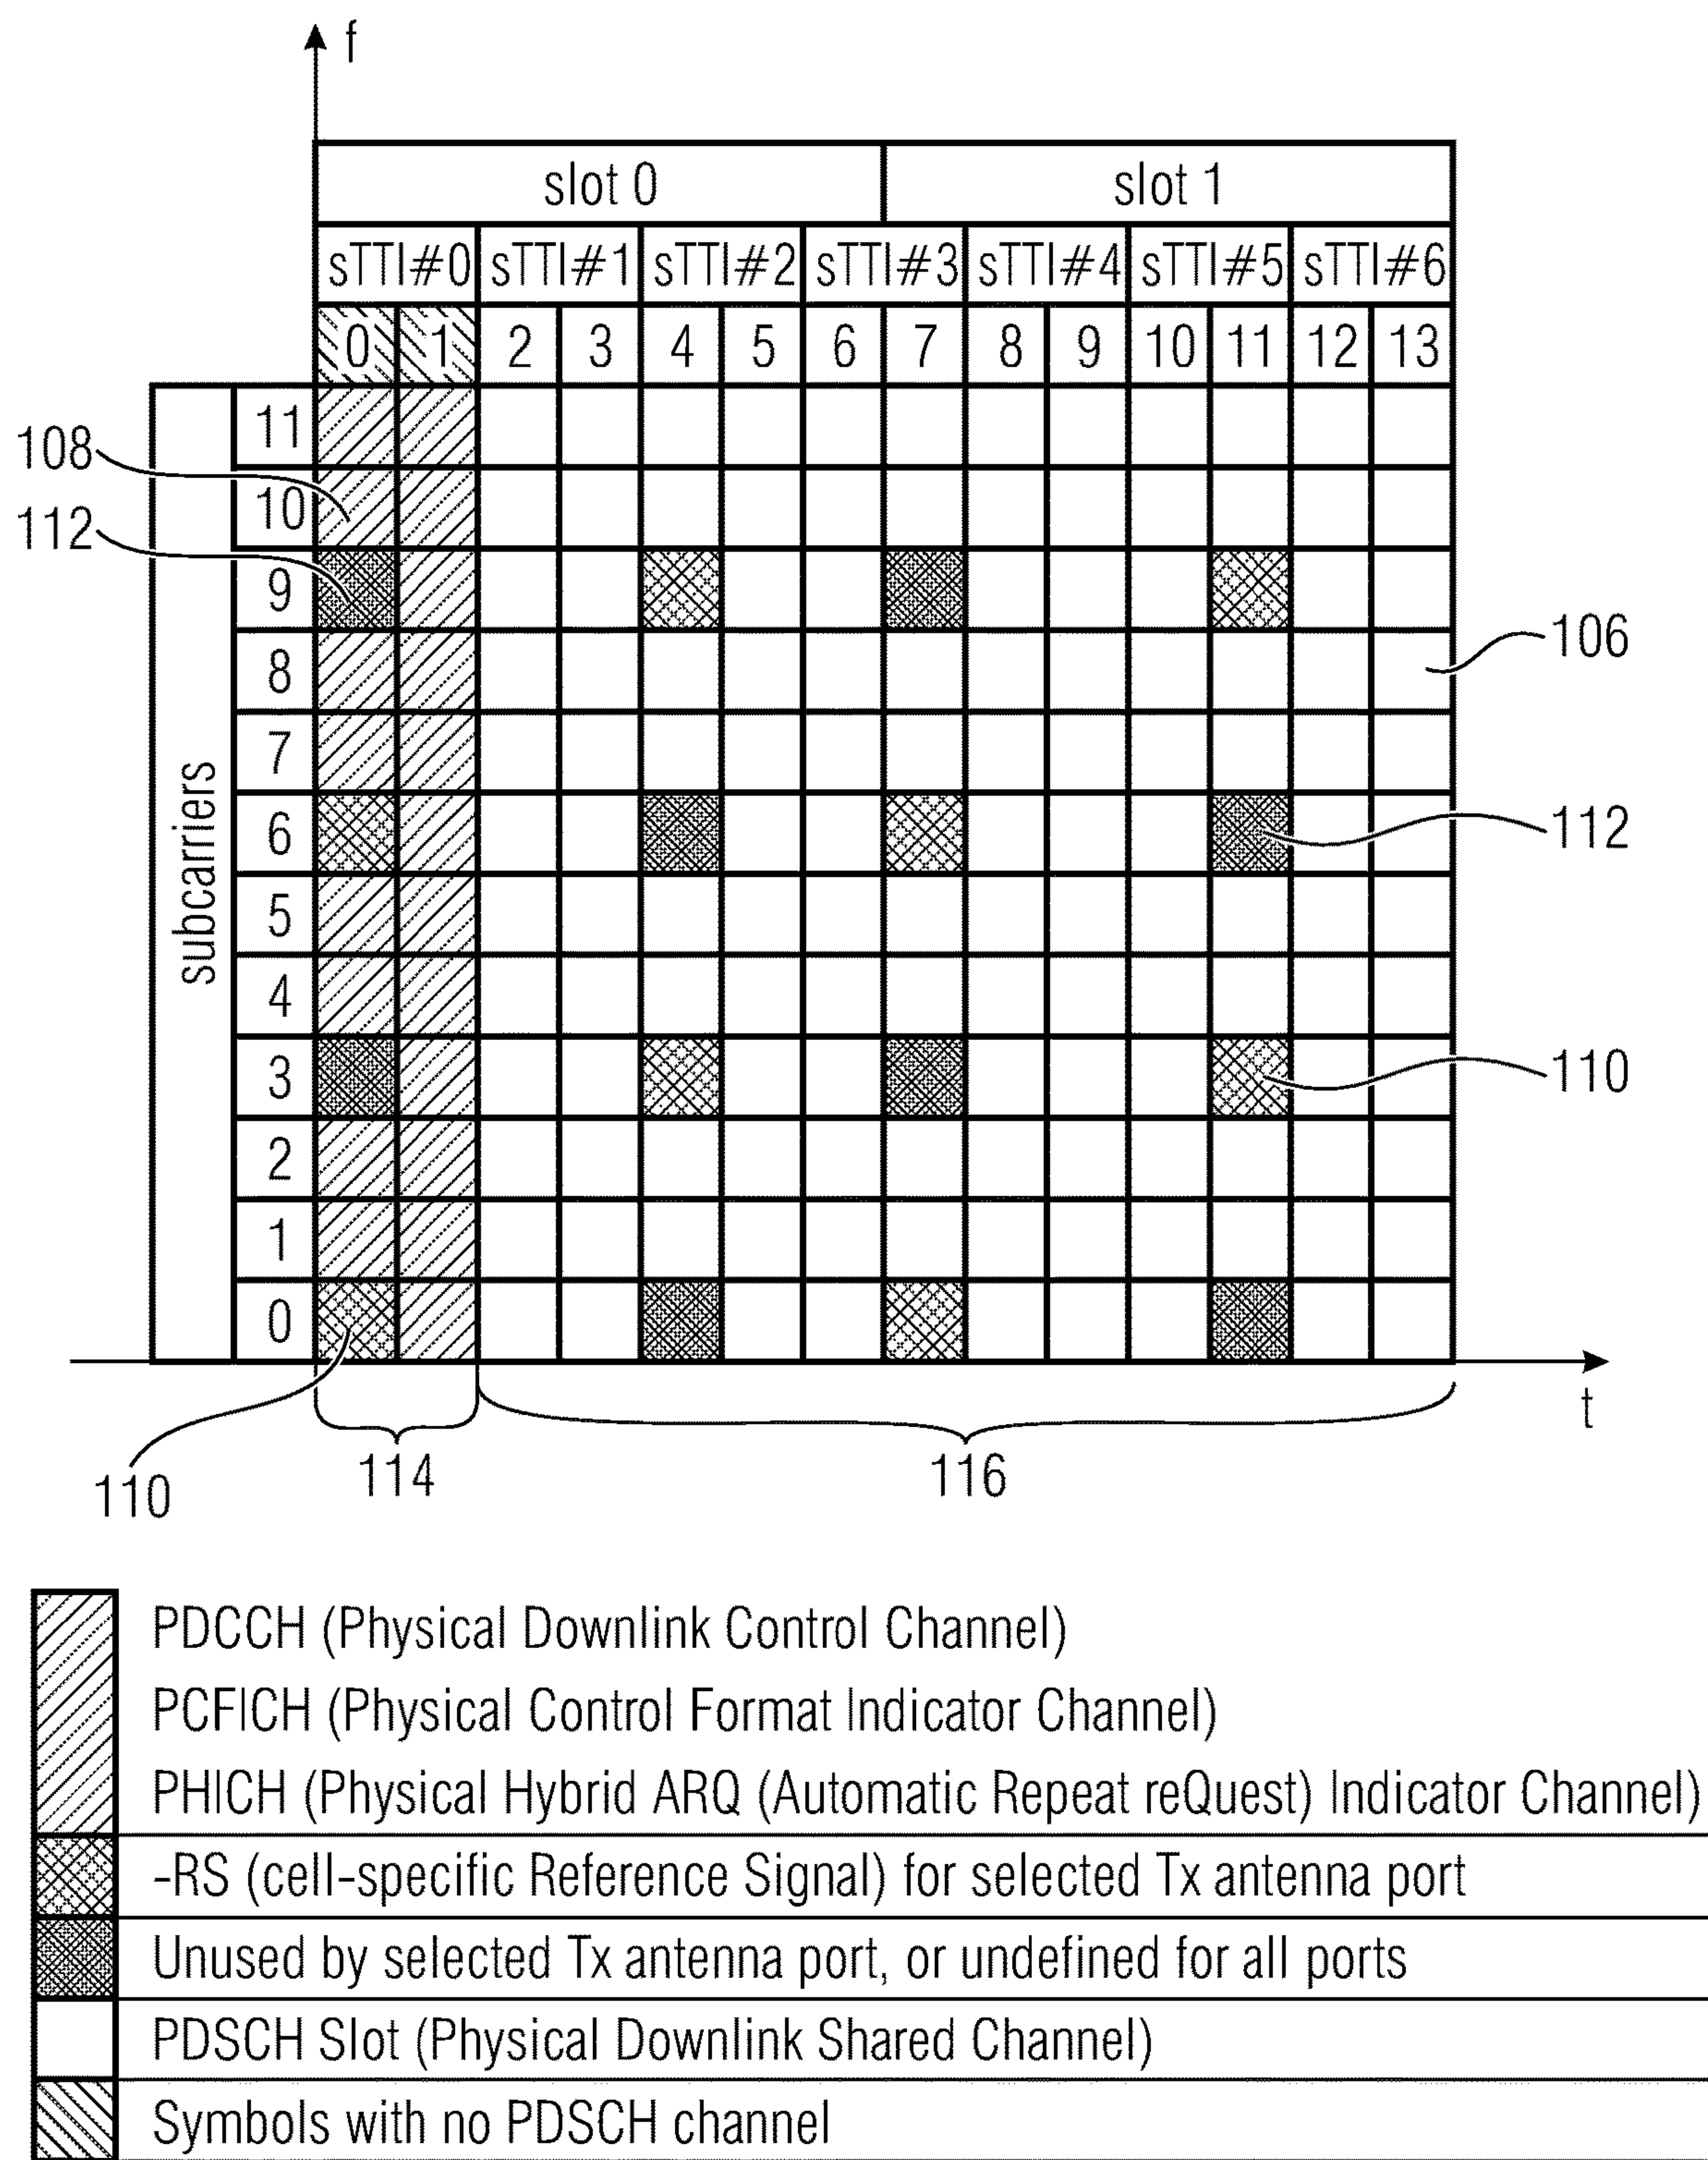 f
slot 0 slot 1
sTTI#0 sTTI#1 sTTI#2 sTTI#3 sTTI#4 sTTI#5 sTTI#6
0 1 2 3 4 5 6 7 8 9 10 11 12 13
11
108
10
112
9
106
8
7
6
112
subcarriers
5
4
3
110
2
1
0
t
110
114
116
PDCCH (Physical Downlink Control Channel)
PCFICH (Physical Control Format Indicator Channel)
PHICH (Physical Hybrid ARQ (Automatic Repeat reQuest) Indicator Channel)
-RS (cell-specific Reference Signal) for selected Tx antenna port
Unused by selected Tx antenna port, or undefined for all ports
PDSCH Slot (Physical Downlink Shared Channel)
Symbols with no PDSCH channel